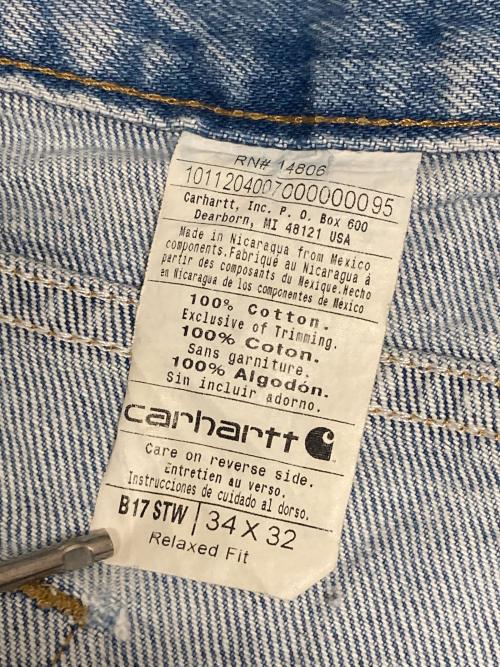 RN# 14806
10112040070000000095
Carhartt, Inc. P. O. Box 600
Dearborn, MI 48121 USA
Made in Nicaragua from Mexico
components.Fabriqué au Nicaragua à
partir des composants du Mexique.Hecho
en Nicaragua de los componentes de Mexico
100% Cotton.
Exclusive of Trimming.
100% Coton.
Sans garniture.
100% Algodón.
Sin incluir adorno.
carhartt
Care on reverse side.
Entretien au verso.
Instrucciones de cuidado al dorso.
B17 STW | 34 X 32
Relaxed Fit